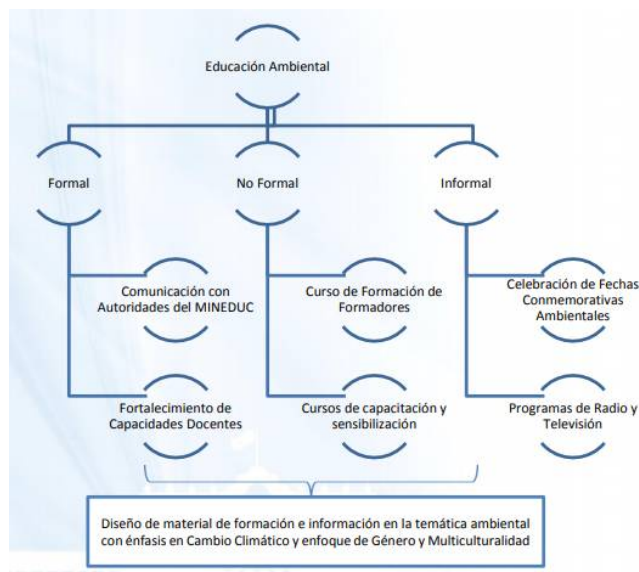 Educación Ambiental
Formal
No Formal
Informal
Comunicación con
Autoridades del MINEDUC
Curso de Formación de
Formadores
Celebración de Fechas
Conmemorativas
Ambientales
Fortalecimiento de
Capacidades Docentes
Cursos de capacitación y
sensibilización
Programas de Radio y
Televisión
Diseño de material de formación e información en la temática ambiental
con énfasis en Cambio Climático y enfoque de Género y Multiculturalidad